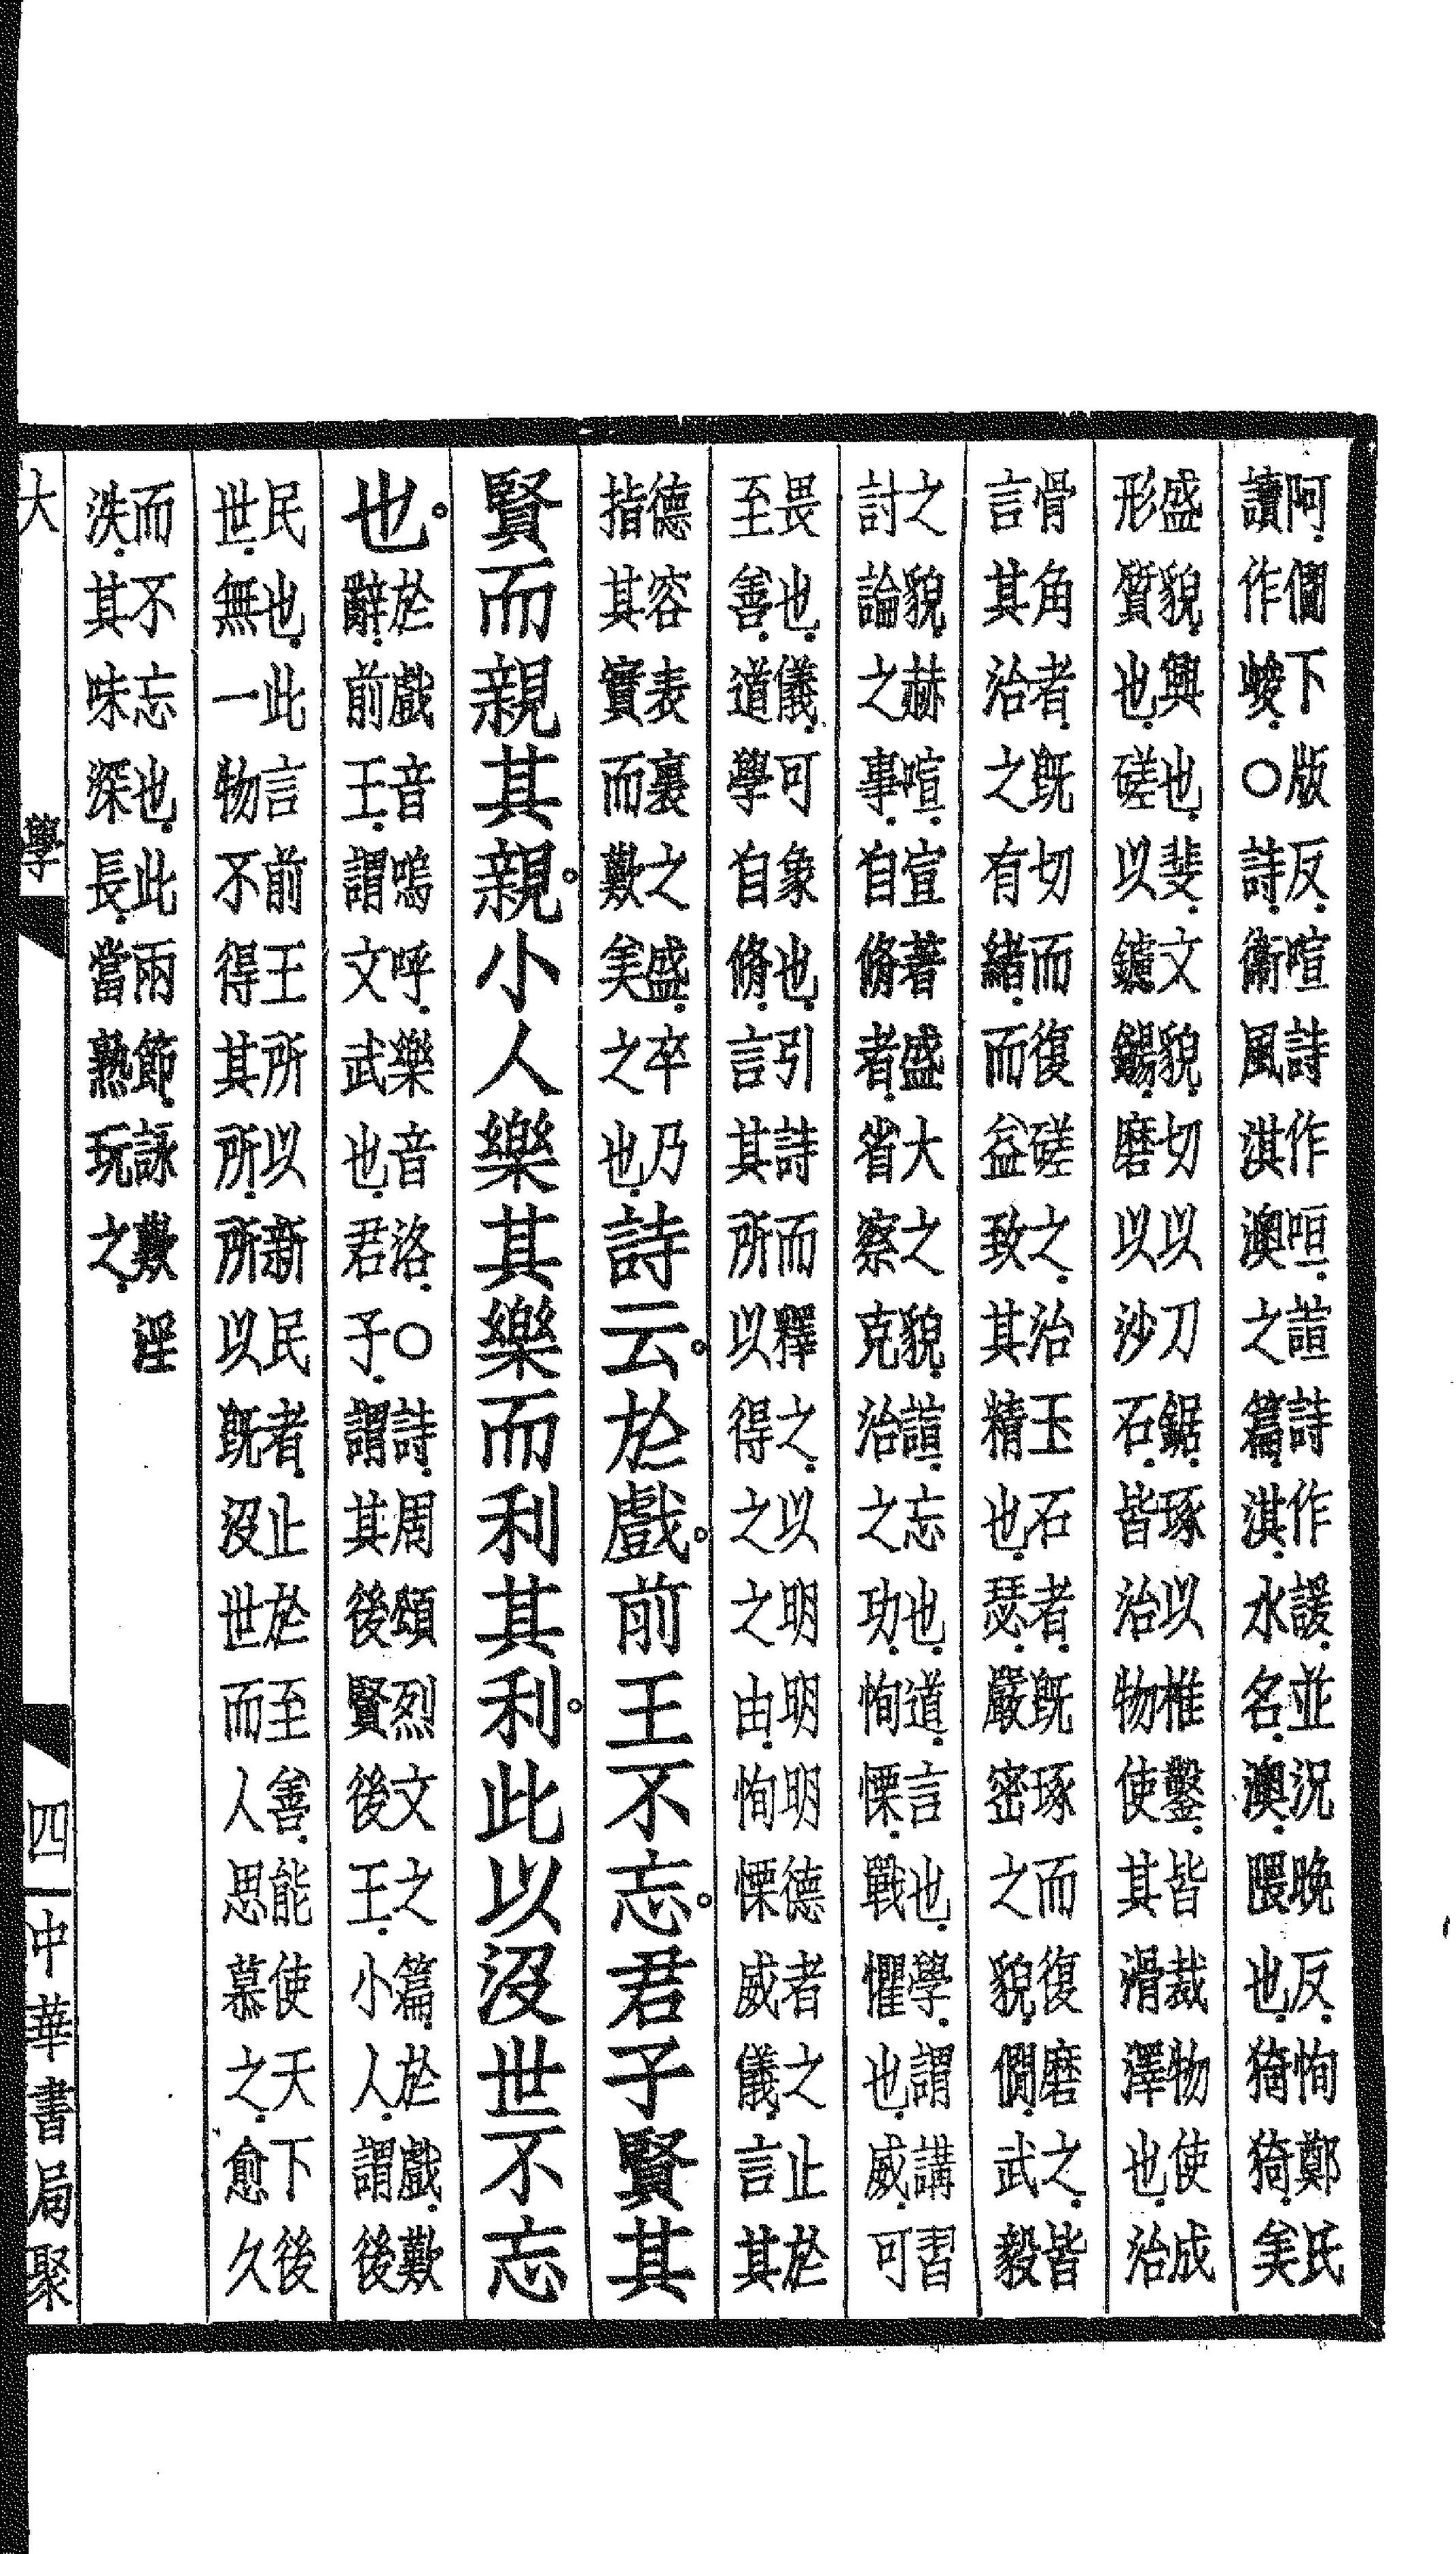 阿。僩下版反。喧詩作咺。諠詩作諼。並況晚反。恂鄭氏
讀作峻。〇詩。衞風淇澳之篇。淇。水名。澳。隈也。猗猗。美
盛貌。興也。斐。文貌。切以刀鋸。琢以椎鑿。皆裁物使成
形質也。磋以鑢鐋。磨以沙石。皆治物使其滑澤也。治
骨角者。既切而復磋之。治玉石者。既琢而復磨之。皆
言其治之有緒。而益致其精也。瑟。嚴密之貌。僩。武毅
之貌。赫喧。宣著盛大之貌。諠。忘也。道。言也。學。謂講習
討論之事。自脩者。省察克治之功。恂慄。戰懼也。威。可
畏也。儀。可象也。引詩而釋之。以明明明德者之止於
至善。道學自脩。言其所以得之之由。恂慄威儀。言其
德容表裏之盛。卒乃
指其實而歎美之也。
詩云。於戲。前王不忘。君子賢其
賢而親其親。小人樂其樂而利其利。此以沒世不忘
也。
於戲音嗚呼。樂音洛。〇詩。周頌烈文之篇。於戲。歎
辭。前王。謂文武也。君子。謂其後賢後王。小人。謂後
民也。此言前王所以新民者。止於至善。能使天下後
世。無一物不得其所。所以既沒世而人思慕之。愈久
而不忘也。此兩節。詠歎淫
泆。其味深長。當熟玩之。
大學
四
中華書局聚